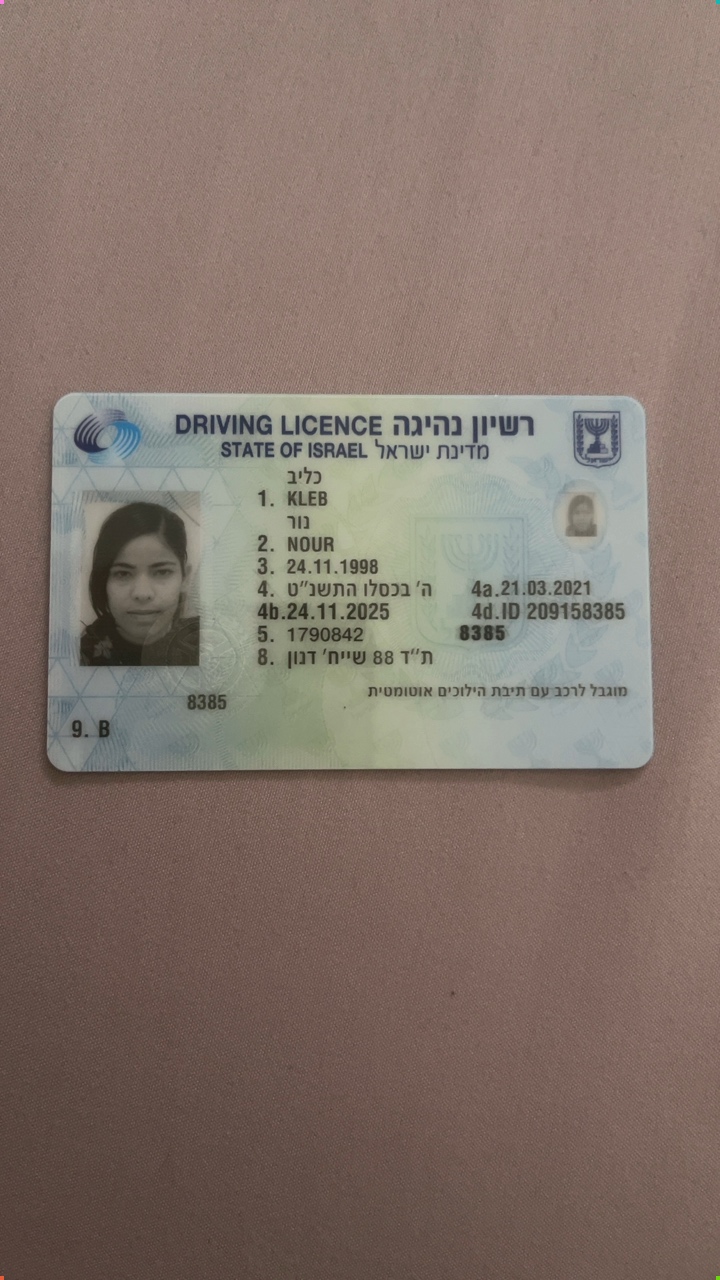 DRIVING LICENCE רשיון נהיגה
STATE OF ISRAEL מדינת ישראל
כליב
1. KLEB
נור
2. NOUR
3. 24.11.1998
4. ה' בכסלו התשנ"ט 4a.21.03.2021
4b.24.11.2025 4d.ID 209158385
5. 1790842 8385
8. ת"ד 88 שייח' דנון
מוגבל לרכב עם תיבת הילוכים אוטומטית
8385
9. B